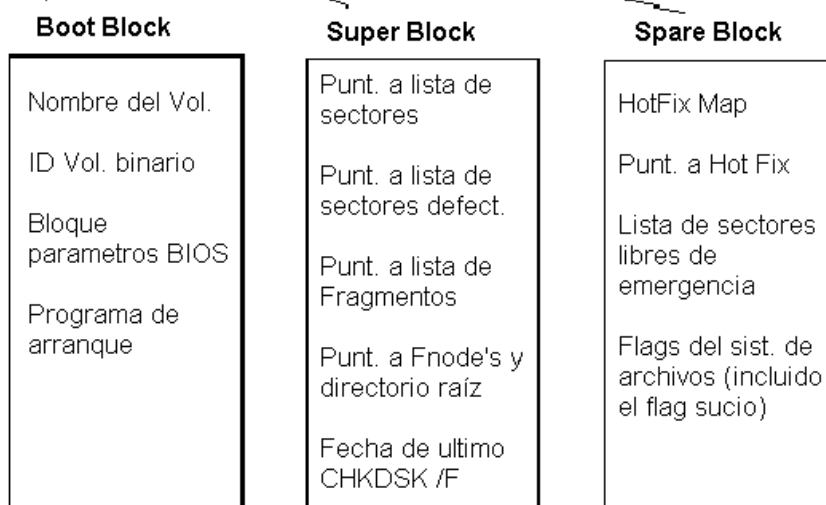 Boot Block
Nombre del Vol.
ID Vol. binario
Bloque
parametros BIOS
Programa de
arranque
Super Block
Punt. a lista de
sectores
Punt. a lista de
sectores defect.
Punt. a lista de
Fragmentos
Punt. a Fnode's y
directorio raíz
Fecha de ultimo
CHKDSK /F
Spare Block
HotFix Map
Punt. a Hot Fix
Lista de sectores
libres de
emergencia
Flags del sist. de
archivos (incluido
el flag sucio)